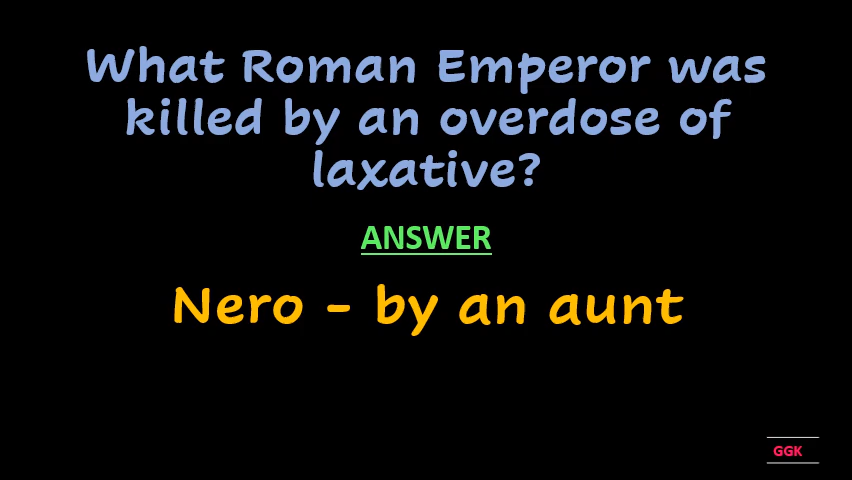 What Roman Emperor was
killed by an overdose of
laxative?
ANSWER
Nero - by an aunt
GGK